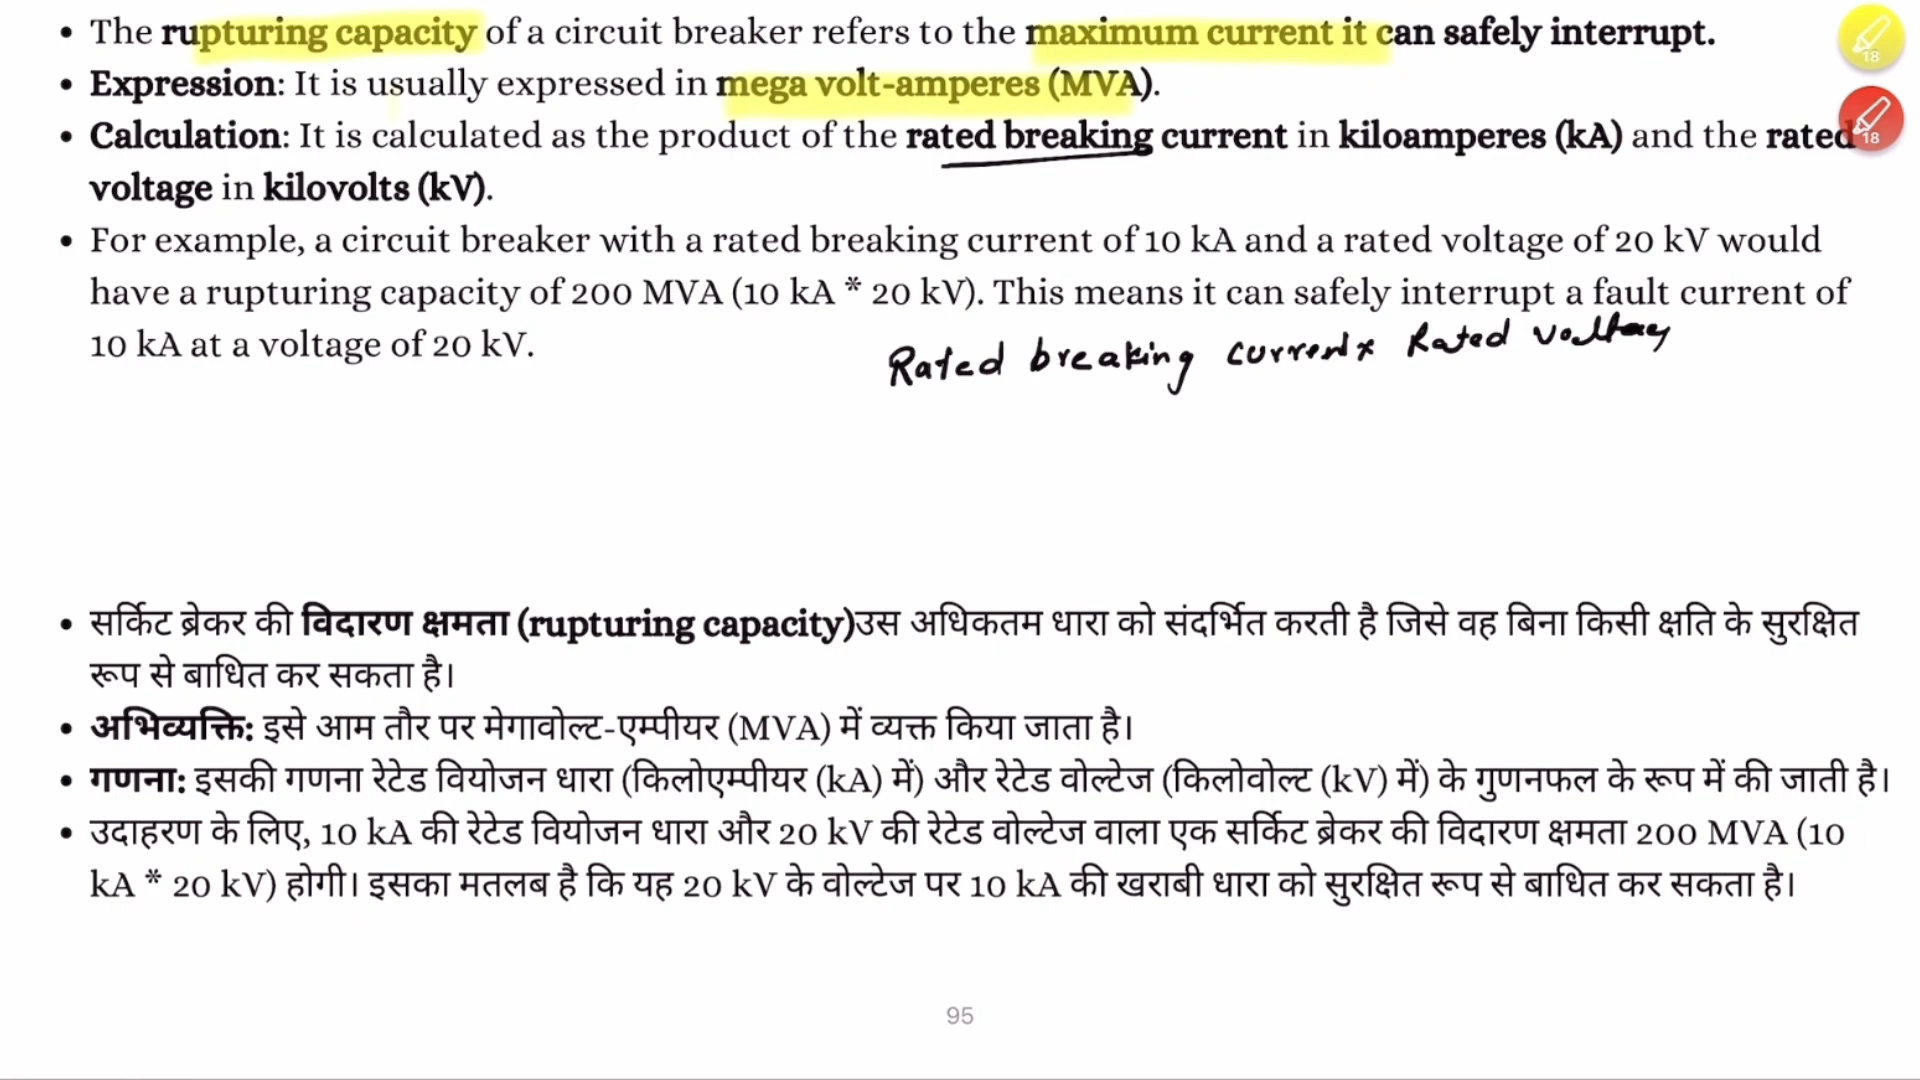 • The rupturing capacity of a circuit breaker refers to the maximum current it can safely interrupt.
• Expression: It is usually expressed in mega volt-amperes (MVA).
• Calculation: It is calculated as the product of the rated breaking current in kiloamperes (kA) and the rated
voltage in kilovolts (kV).
• For example, a circuit breaker with a rated breaking current of 10 kA and a rated voltage of 20 kV would
have a rupturing capacity of 200 MVA (10 kA * 20 kV). This means it can safely interrupt a fault current of
10 kA at a voltage of 20 kV.
Rated breaking current x Rated voltag
• सर्किट ब्रेकर की विदारण क्षमता (rupturing capacity)उस अधिकतम धारा को संदर्भित करती है जिसे वह बिना किसी क्षति के सुरक्षित
रूप से बाधित कर सकता है।
• अभिव्यक्ति: इसे आम तौर पर मेगावोल्ट-एम्पीयर (MVA) में व्यक्त किया जाता है।
• गणना: इसकी गणना रेटेड वियोजन धारा (किलोएम्पीयर (kA) में) और रेटेड वोल्टेज (किलोवोल्ट (kV) में) के गुणनफल के रूप में की जाती है।
• उदाहरण के लिए, 10 kA की रेटेड वियोजन धारा और 20 kV की रेटेड वोल्टेज वाला एक सर्किट ब्रेकर की विदारण क्षमता 200 MVA (10
kA * 20 kV) होगी। इसका मतलब है कि यह 20 kV के वोल्टेज पर 10 kA की खराबी धारा को सुरक्षित रूप से बाधित कर सकता है।
95
18
18